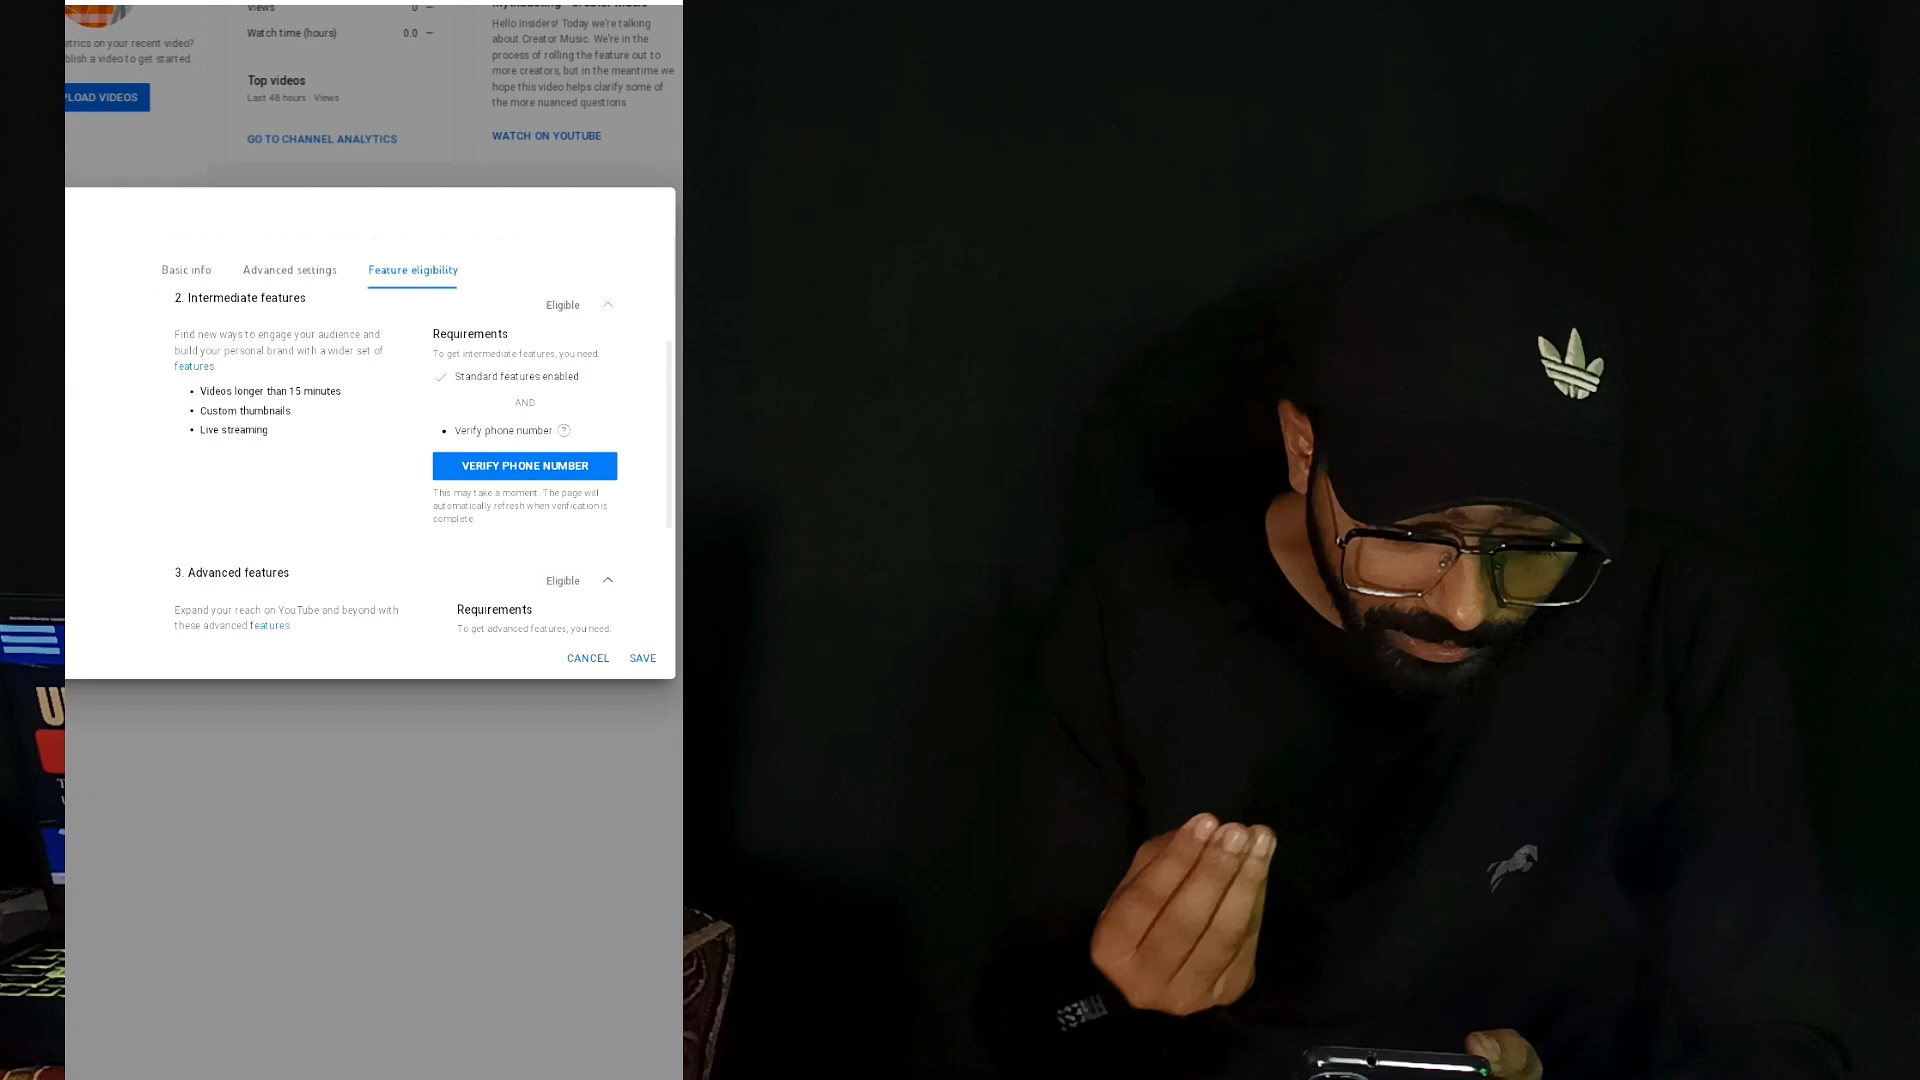 Views 0 —
Watch time (hours) 0.0 —
Top videos
Last 48 hours · Views
GO TO CHANNEL ANALYTICS
etrics on your recent video?
blish a video to get started.
PLOAD VIDEOS
Hello Insiders! Today we're talking
about Creator Music. We're in the
process of rolling the feature out to
more creators, but in the meantime we
hope this video helps clarify some of
the more nuanced questions
WATCH ON YOUTUBE
Basic info
Advanced settings
Feature eligibility
2. Intermediate features
Eligible
Find new ways to engage your audience and
build your personal brand with a wider set of
features.
• Videos longer than 15 minutes
• Custom thumbnails
• Live streaming
Requirements
To get intermediate features, you need:
Standard features enabled
AND
• Verify phone number ?
VERIFY PHONE NUMBER
This may take a moment. The page will
automatically refresh when verification is
complete.
3. Advanced features
Eligible
Expand your reach on YouTube and beyond with
these advanced features.
Requirements
To get advanced features, you need:
CANCEL
SAVE